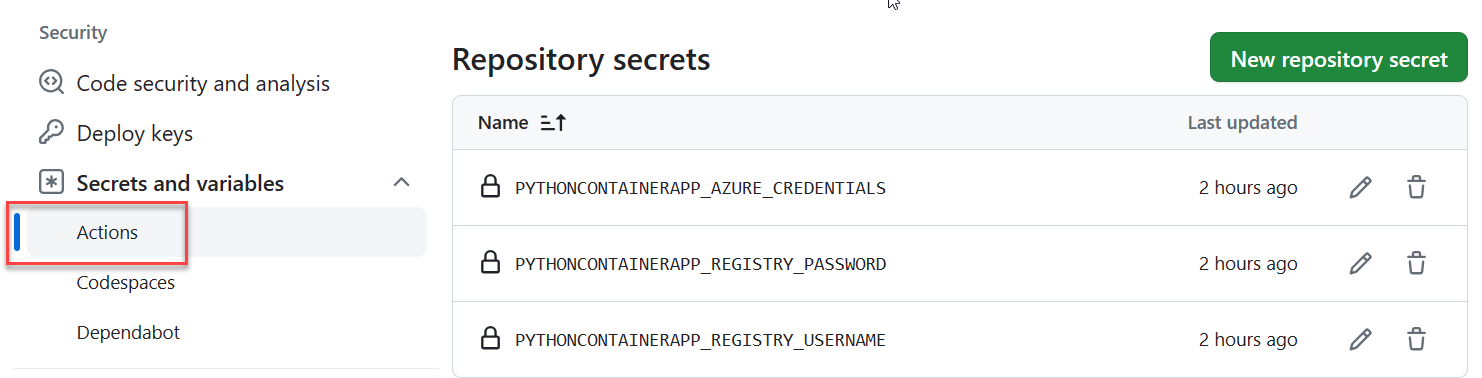 Security
Code security and analysis
Deploy keys
Secrets and variables
Actions
Codespaces
Dependabot
Repository secrets
New repository secret
Name Last updated
PYTHONCONTAINERAPP_AZURE_CREDENTIALS 2 hours ago
PYTHONCONTAINERAPP_REGISTRY_PASSWORD 2 hours ago
PYTHONCONTAINERAPP_REGISTRY_USERNAME 2 hours ago